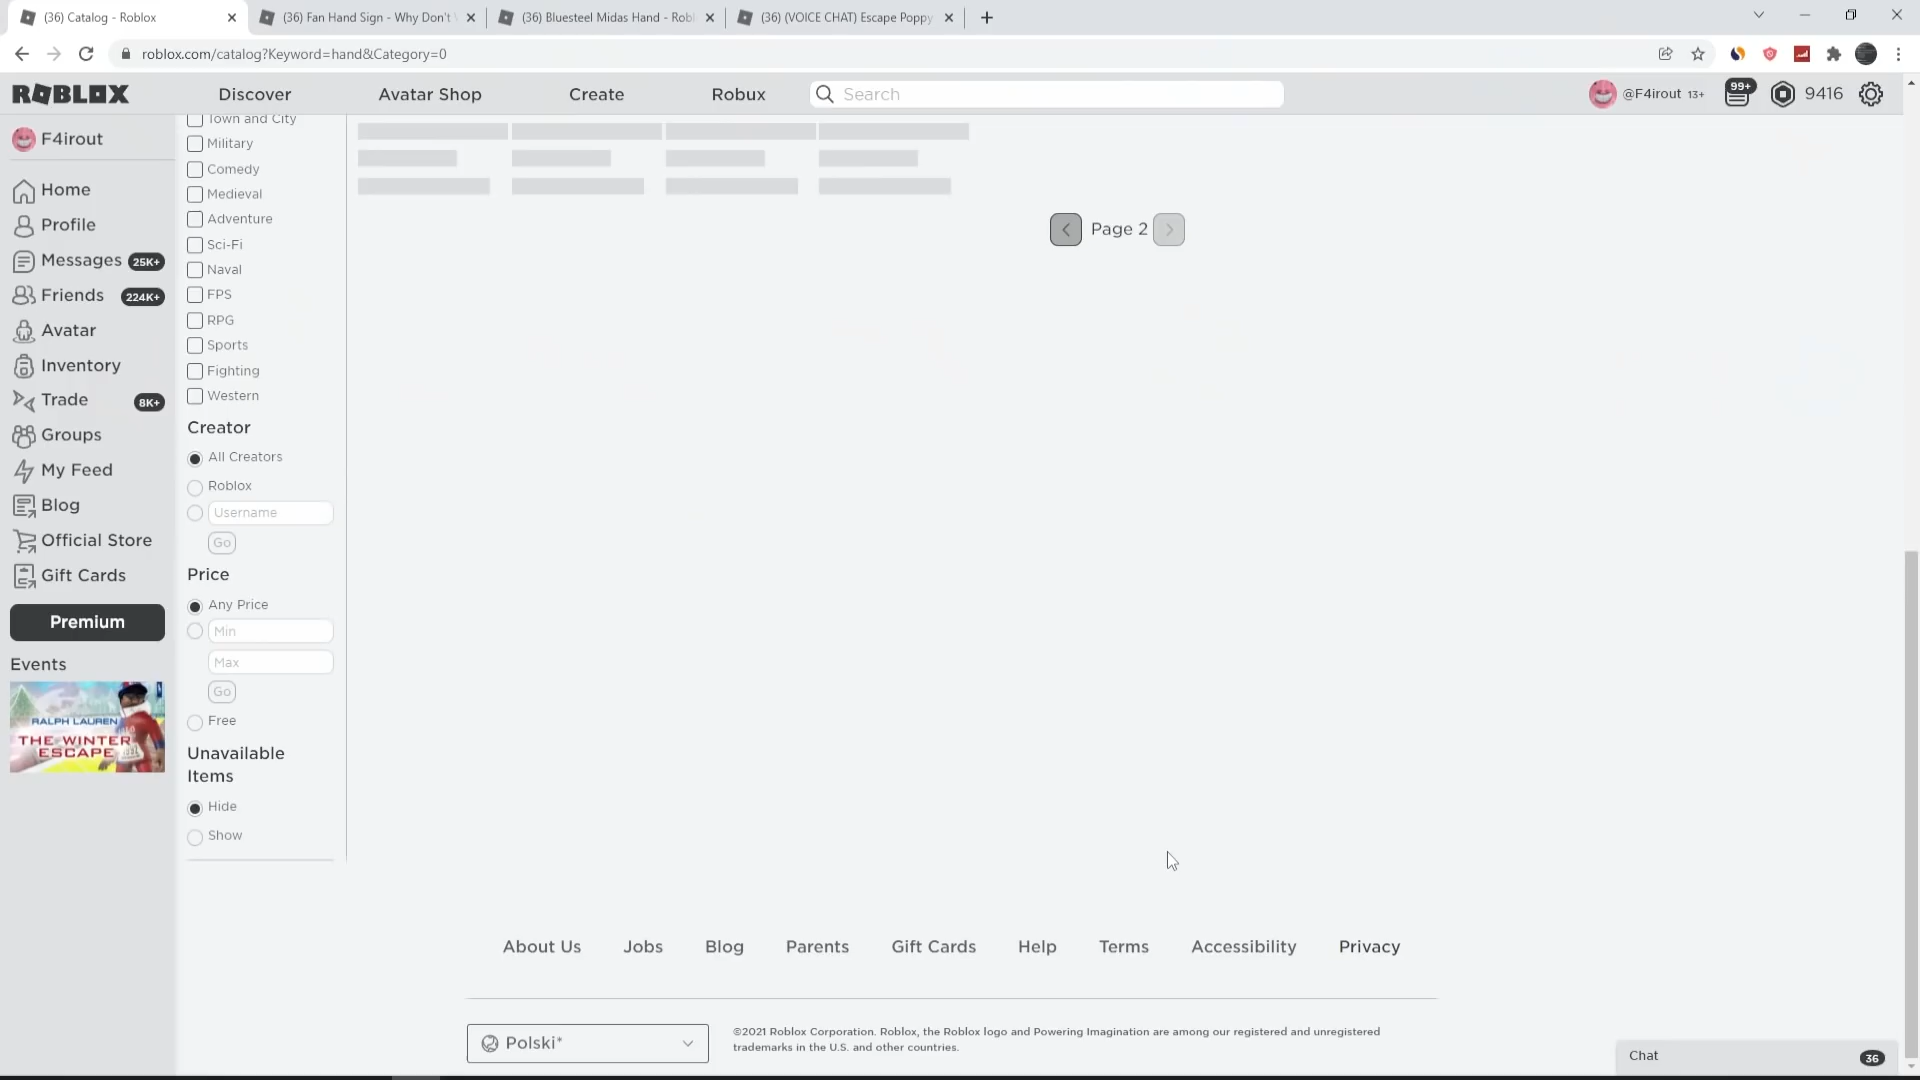 (36) Catalog - Roblox
(36) Fan Hand Sign - Why Don't
(36) Bluesteel Midas Hand - Robl
(36) (VOICE CHAT) Escape Poppy
roblox.com/catalog?Keyword=hand&Category=0
ROBLOX
Discover
Avatar Shop
Create
Robux
Search
@F4irout 13+
99+
9416
F4irout
Home
Profile
Messages 25K+
Friends 224K+
Avatar
Inventory
Trade 8K+
Groups
My Feed
Blog
Official Store
Gift Cards
Premium
Events
RALPH LAUREN
THE WINTER
ESCAPE
Town and City
Military
Comedy
Medieval
Adventure
Sci-Fi
Naval
FPS
RPG
Sports
Fighting
Western
Creator
All Creators
Roblox
Username
Go
Price
Any Price
Min
Max
Go
Free
Unavailable
Items
Hide
Show
Page 2
About Us
Jobs
Blog
Parents
Gift Cards
Help
Terms
Accessibility
Privacy
Polski*
©2021 Roblox Corporation. Roblox, the Roblox logo and Powering Imagination are among our registered and unregistered
trademarks in the U.S. and other countries.
Chat
36